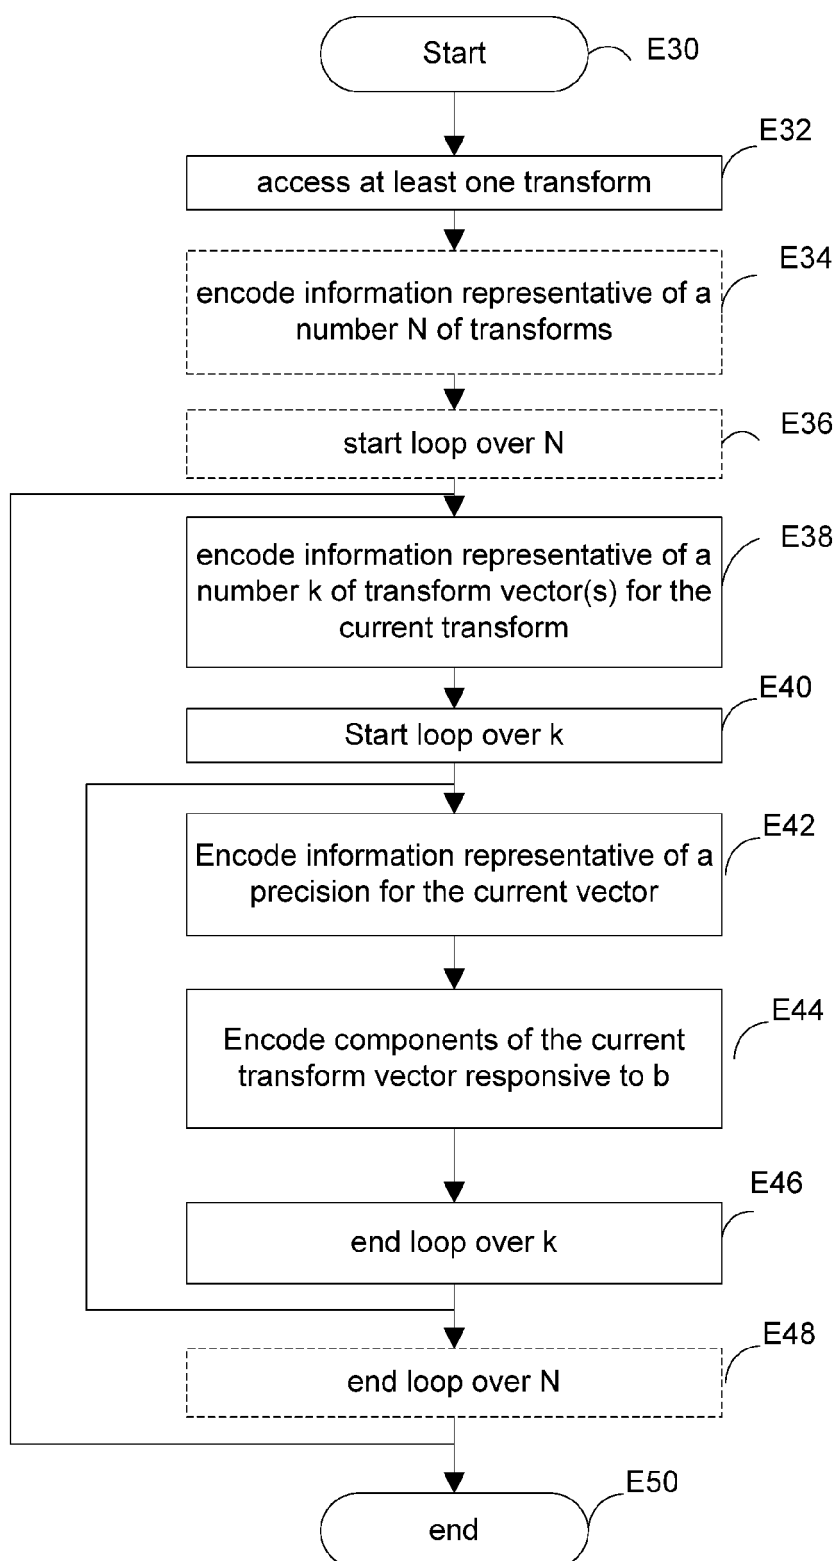 Start
E30
E32
access at least one transform
E34
encode information representative of a
number N of transforms
E36
start loop over N
E38
encode information representative of a
number k of transform vector(s) for the
current transform
E40
Start loop over k
E42
Encode information representative of a
precision for the current vector
E44
Encode components of the current
transform vector responsive to b
E46
end loop over k
E48
end loop over N
E50
end